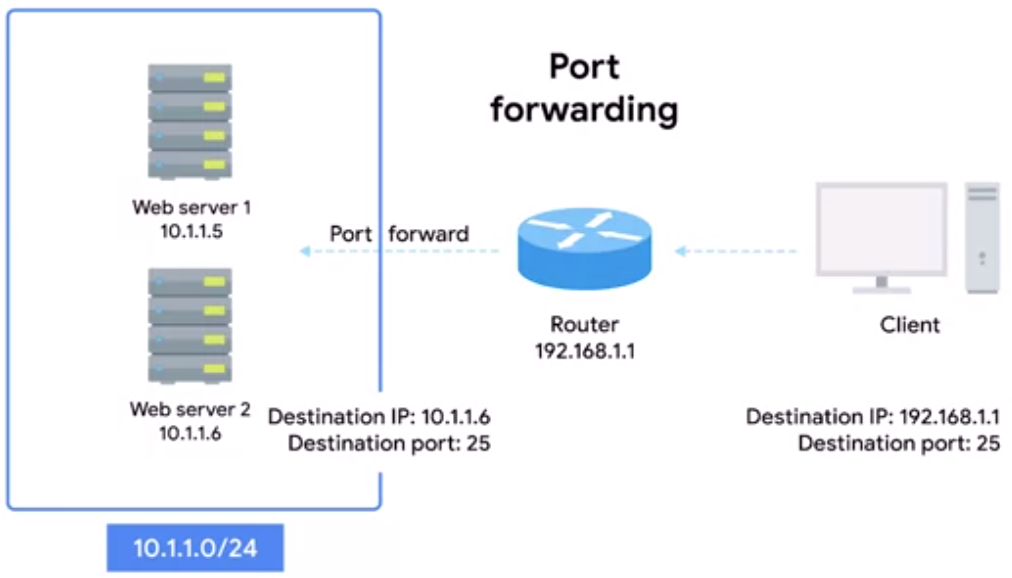 Port
forwarding
Web server 1
10.1.1.5
Port forward
Router
192.168.1.1
Client
Web server 2
10.1.1.6
Destination IP: 10.1.1.6
Destination port: 25
Destination IP: 192.168.1.1
Destination port: 25
10.1.1.0/24